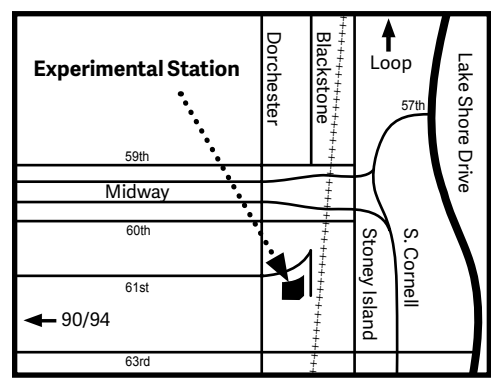 Experimental Station
Dorchester
Blackstone
Loop
Lake Shore Drive
57th
59th
Midway
60th
Stoney Island
S. Cornell
61st
90/94
63rd